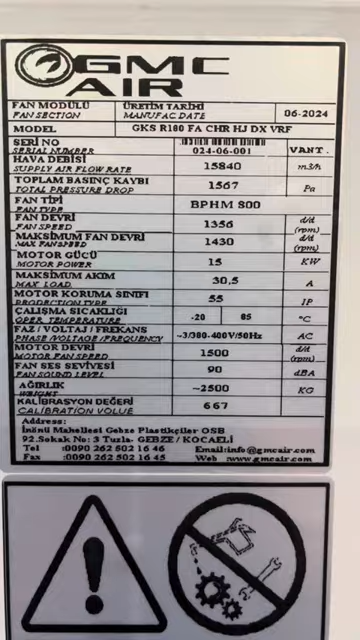 GMC
AIR
FAN MODÜLÜ ÜRETİM TARİHİ
FAN SECTION MANUFAC DATE 06-2024
MODEL GKS R180 FA CHR HJ DX VRF
SERİ NO
SERIAL NUMBER 024-06-001 VANT.
HAVA DEBİSİ
SUPPLY AIR FLOW RATE 15840 m3/h
TOPLAM BASINÇ KAYBI
TOTAL PRESSURE DROP 1567 Pa
FAN TİPİ
FAN TYPE BPHM 800
FAN DEVRİ
FAN SPEED 1356 d/d (rpm)
MAKSİMUM FAN DEVRİ
MAX FAN SPEED 1430 d/d (rpm)
MOTOR GÜCÜ
MOTOR POWER 15 KW
MAKSİMUM AKIM
MAX LOAD. 30,5 A
MOTOR KORUMA SINIFI
PRODECTION TYPE 55 IP
ÇALIŞMA SICAKLIĞI
OPER. TEMPERATURE -20 85 °C
FAZ / VOLTAJ / FREKANS
PHASE /VOLTAGE /FREQUENCY ~3/380-400V/50Hz AC
MOTOR DEVRİ
MOTOR FAN SPEED 1500 d/d (rpm)
FAN SES SEVİYESİ
FAN SOUND LEVEL 90 dBA
AĞIRLIK
WEIGHT ~2500 KG
KALİBRASYON DEĞERİ
CALIBRATION VOLUE 667
Address:
İnönü Mahellesi Gebze Plastikçiler OSB
92.Sokak No: 3 Tuzla- GEBZE / KOCAELİ
Tel :0090 262 502 16 46 Email:info@gmcair.com
Fax :0090 262 502 16 45 Web :www.gmcair.com